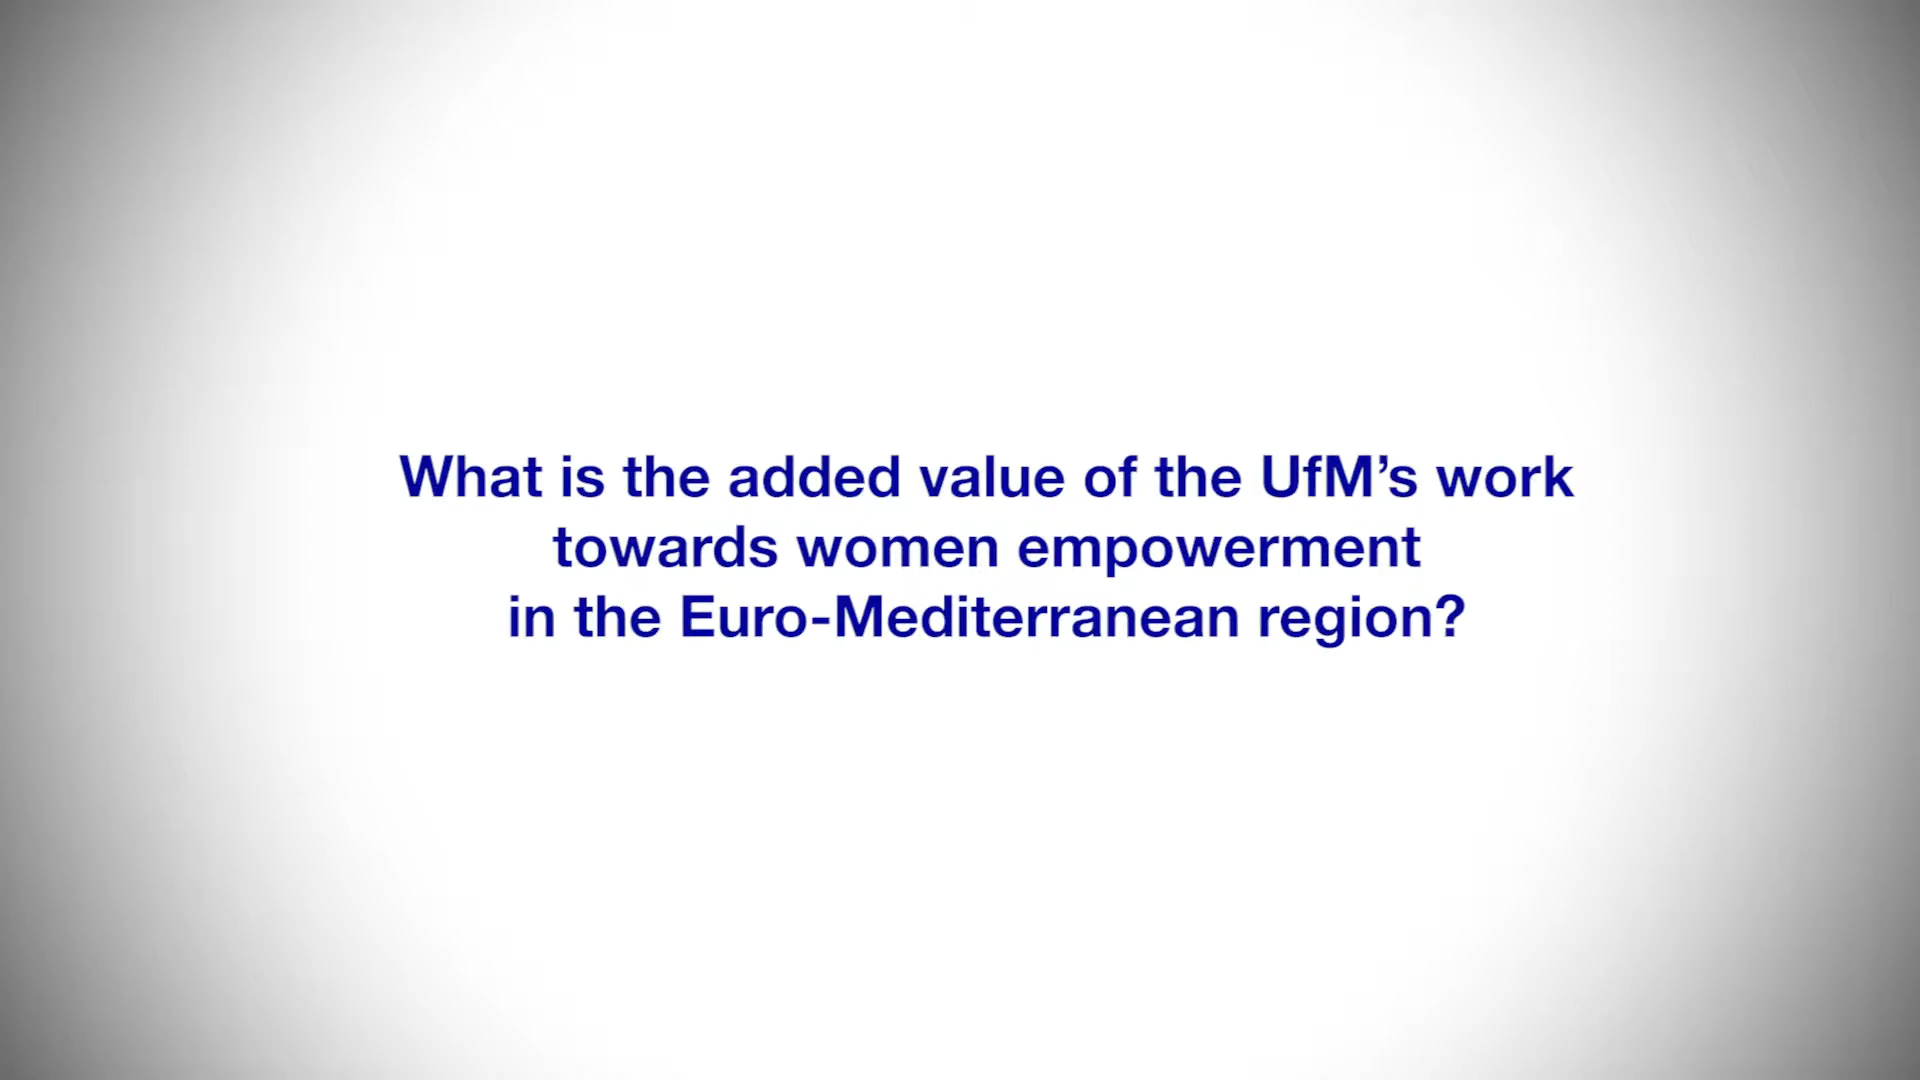 What is the added value of the UfM’s work
towards women empowerment
in the Euro-Mediterranean region?